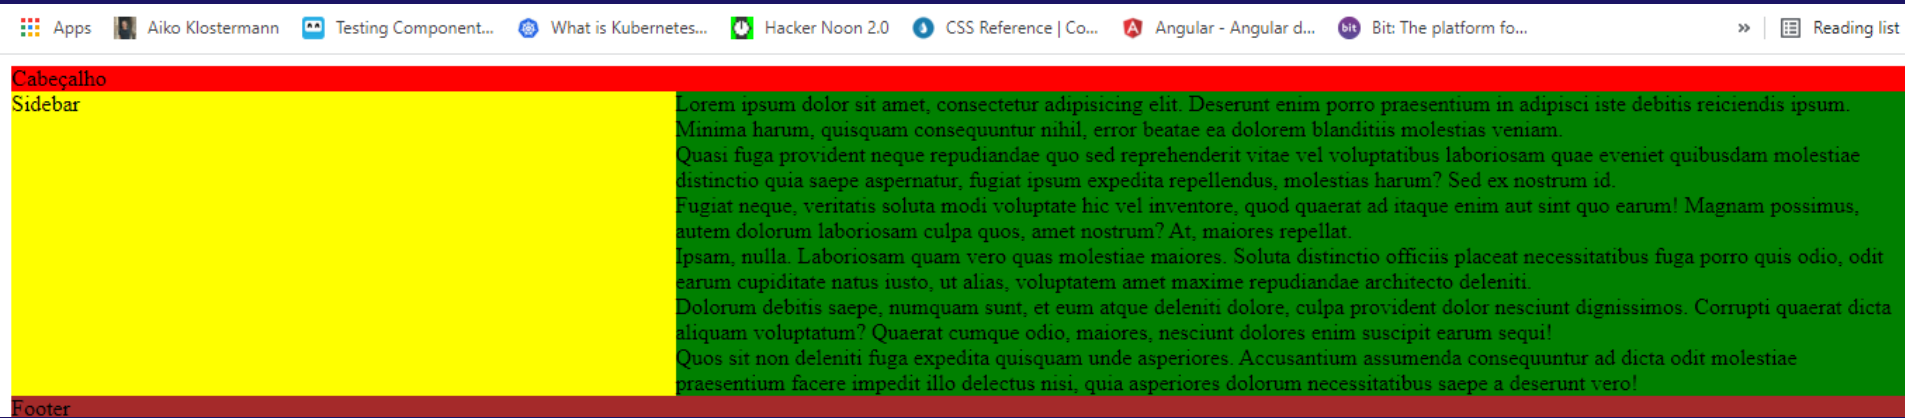 Apps Aiko Klostermann Testing Component... What is Kubernetes... Hacker Noon 2.0 CSS Reference | Co... Angular - Angular d... bit Bit: The platform fo... » Reading list
Cabeçalho
Sidebar
Lorem ipsum dolor sit amet, consectetur adipisicing elit. Deserunt enim porro praesentium in adipisci iste debitis reiciendis ipsum.
Minima harum, quisquam consequuntur nihil, error beatae ea dolorem blanditiis molestias veniam.
Quasi fuga provident neque repudiandae quo sed reprehenderit vitae vel voluptatibus laboriosam quae eveniet quibusdam molestiae
distinctio quia saepe aspernatur, fugiat ipsum expedita repellendus, molestias harum? Sed ex nostrum id.
Fugiat neque, veritatis soluta modi voluptate hic vel inventore, quod quaerat ad itaque enim aut sint quo earum! Magnam possimus,
autem dolorum laboriosam culpa quos, amet nostrum? At, maiores repellat.
Ipsam, nulla. Laboriosam quam vero quas molestiae maiores. Soluta distinctio officiis placeat necessitatibus fuga porro quis odio, odit
earum cupiditate natus iusto, ut alias, voluptatem amet maxime repudiandae architecto deleniti.
Dolorum debitis saepe, numquam sunt, et eum atque deleniti dolore, culpa provident dolor nesciunt dignissimos. Corrupti quaerat dicta
aliquam voluptatum? Quaerat cumque odio, maiores, nesciunt dolores enim suscipit earum sequi!
Quos sit non deleniti fuga expedita quisquam unde asperiores. Accusantium assumenda consequuntur ad dicta odit molestiae
praesentium facere impedit illo delectus nisi, quia asperiores dolorum necessitatibus saepe a deserunt vero!
Footer